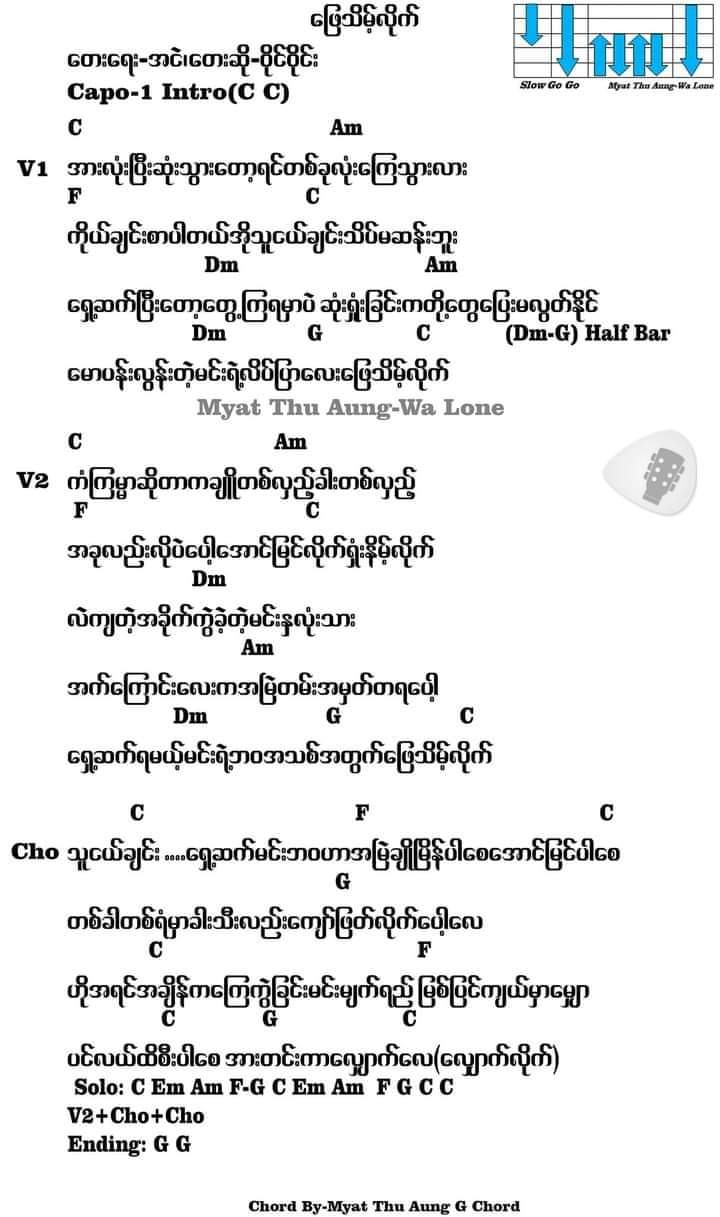 ဖြေသိမ့်လိုက်
တေးရေး-အငဲ၊တေးဆို-ဝိုင်ဝိုင်း
Slow Go Go Myat Thu Aung-Wa Lone
Capo-1 Intro(C C)
C Am
V1 အားလုံးပြီးဆုံးသွားတော့ရင်တစ်ခုလုံးကြေသွားလား
F C
ကိုယ်ချင်းစာပါတယ်အိုသူငယ်ချင်းသိပ်မဆန်းဘူး
Dm Am
ရှေ့ဆက်ပြီးတော့တွေ့ကြရမှာပဲ ဆုံးရှုံးခြင်းကတို့တွေပြေးမလွတ်နိုင်
Dm G C (Dm-G) Half Bar
မောပန်းလွန်းတဲ့မင်းရဲ့လိပ်ပြာလေးဖြေသိမ့်လိုက်
Myat Thu Aung-Wa Lone
C Am
V2 ကံကြမ္မာဆိုတာကချိုတစ်လှည့်ခါးတစ်လှည့်
F C
အခုလည်းလိုပဲပေါ့အောင်မြင်လိုက်ရှုံးနိမ့်လိုက်
Dm
လဲကျတဲ့အခိုက်ကွဲခဲ့တဲ့မင်းနှလုံးသား
Am
အက်ကြောင်းလေးကအမြဲတမ်းအမှတ်တရပေါ့
Dm G C
ရှေ့ဆက်ရမယ့်မင်းရဲ့ဘဝအသစ်အတွက်ဖြေသိမ့်လိုက်
C F C
Cho သူငယ်ချင်း ....ရှေ့ဆက်မင်းဘဝဟာအမြဲချိုမြိန်ပါစေအောင်မြင်ပါစေ
G
တစ်ခါတစ်ရံမှာခါးသီးလည်းကျော်ဖြတ်လိုက်ပေါ့လေ
C F
ဟိုအရင်အချိန်ကကြေကွဲခြင်းမင်းမျက်ရည် မြစ်ပြင်ကျယ်မှာမျှော
C G C
ပင်လယ်ထိစီးပါစေ အားတင်းကာလျှောက်လေ(လျှောက်လိုက်)
Solo: C Em Am F-G C Em Am F G C C
V2+Cho+Cho
Ending: G G
Chord By-Myat Thu Aung G Chord